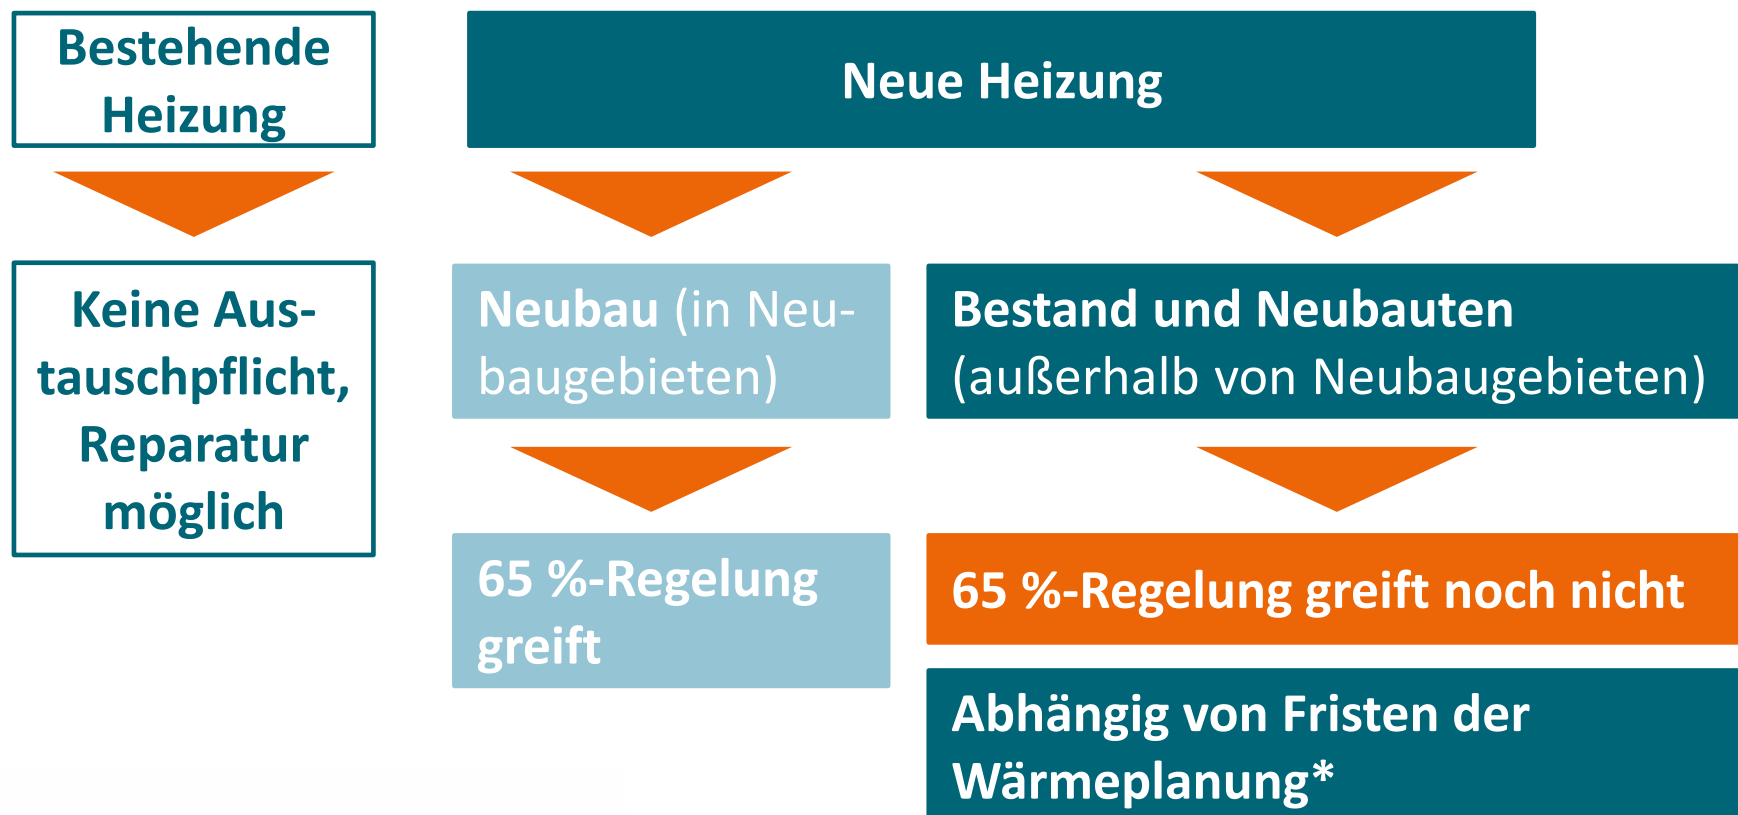 Bestehende
Heizung
Neue Heizung
Keine Aus-
tauschpflicht,
Reparatur
möglich
Neubau (in Neu-
baugebieten)
65 %-Regelung
greift
Bestand und Neubauten
(außerhalb von Neubaugebieten)
65 %-Regelung greift noch nicht
Abhängig von Fristen der
Wärmeplanung*